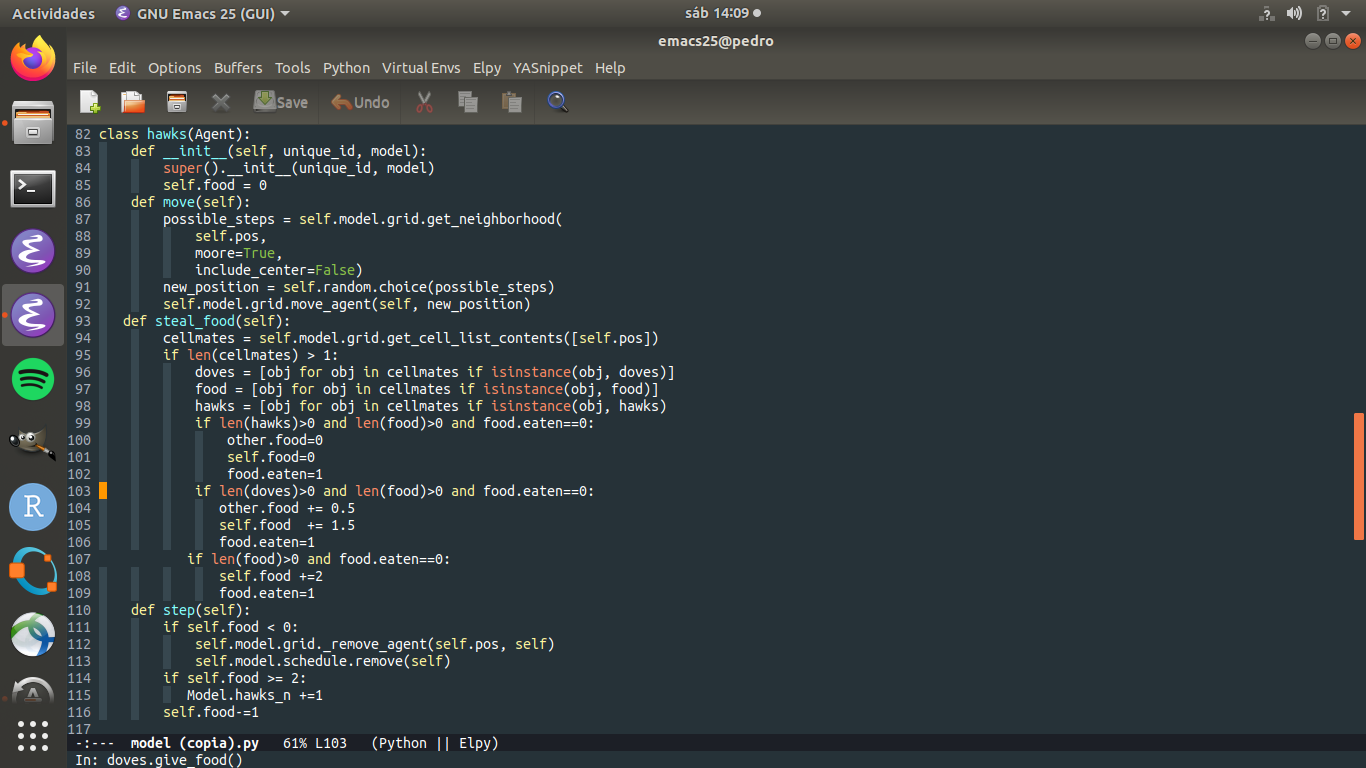 Actividades GNU Emacs 25 (GUI) sáb 14:09
emacs25@pedro
File Edit Options Buffers Tools Python Virtual Envs Elpy YASnippet Help
Save Undo
82 class hawks(Agent):
83     def __init__(self, unique_id, model):
84         super().__init__(unique_id, model)
85         self.food = 0
86     def move(self):
87         possible_steps = self.model.grid.get_neighborhood(
88             self.pos,
89             moore=True,
90             include_center=False)
91         new_position = self.random.choice(possible_steps)
92         self.model.grid.move_agent(self, new_position)
93    def steal_food(self):
94         cellmates = self.model.grid.get_cell_list_contents([self.pos])
95         if len(cellmates) > 1:
96             doves = [obj for obj in cellmates if isinstance(obj, doves)]
97             food = [obj for obj in cellmates if isinstance(obj, food)]
98             hawks = [obj for obj in cellmates if isinstance(obj, hawks)
99             if len(hawks)>0 and len(food)>0 and food.eaten==0:
100                 other.food=0
101                 self.food=0
102                 food.eaten=1
103             if len(doves)>0 and len(food)>0 and food.eaten==0:
104                other.food += 0.5
105                self.food  += 1.5
106                food.eaten=1
107            if len(food)>0 and food.eaten==0:
108                self.food +=2
109                food.eaten=1
110     def step(self):
111         if self.food < 0:
112             self.model.grid._remove_agent(self.pos, self)
113             self.model.schedule.remove(self)
114         if self.food >= 2:
115            Model.hawks_n +=1
116         self.food-=1
117
-:--- model (copia).py 61% L103 (Python || Elpy)
In: doves.give_food()